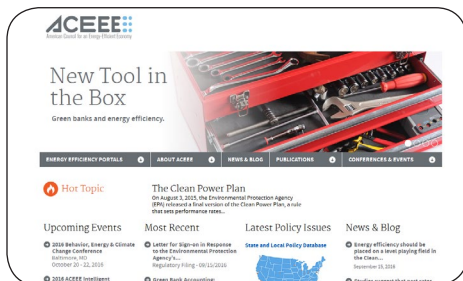 ACEEE
American Council for an Energy-Efficient Economy
New Tool in
the Box
Green banks and energy efficiency.
ENERGY EFFICIENCY PORTALS
ABOUT ACEEE
NEWS & BLOG
PUBLICATIONS
CONFERENCES & EVENTS
Hot Topic
The Clean Power Plan
On August 3, 2015, the Environmental Protection Agency
(EPA) released a final version of the Clean Power Plan, a rule
that sets performance rates...
Upcoming Events
2016 Behavior, Energy & Climate
Change Conference
Baltimore, MD
October 20 - 22, 2016
2016 ACEEE Intelligent
Most Recent
Letter for Sign-on in Response
to the Environmental Protection
Agency's...
Regulatory Filing - 09/15/2016
Green Bank Accounting:
Latest Policy Issues
State and Local Policy Database
News & Blog
Energy efficiency should be
placed on a level playing field in
the Clean...
September 15, 2016